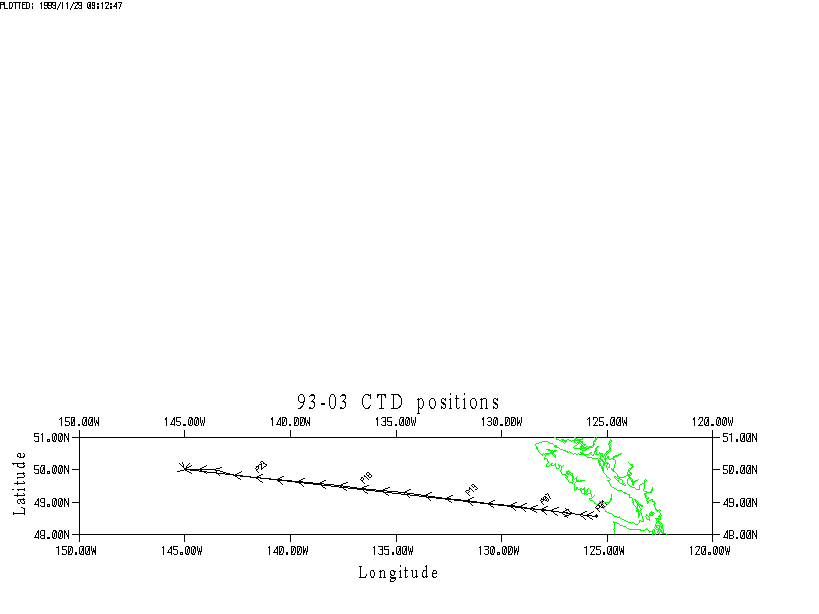 PLOTTED: 1999/11/23 09:12:47
93-03 CTD positions
150.00W 145.00W 140.00W 135.00W 130.00W 125.00W 120.00W
51.00N 51.00N
50.00N P23 50.00N
P18
P13
49.00N P07 49.00N
48.00N 48.00N
150.00W 145.00W 140.00W 135.00W 130.00W 125.00W 120.00W
Latitude
Longitude